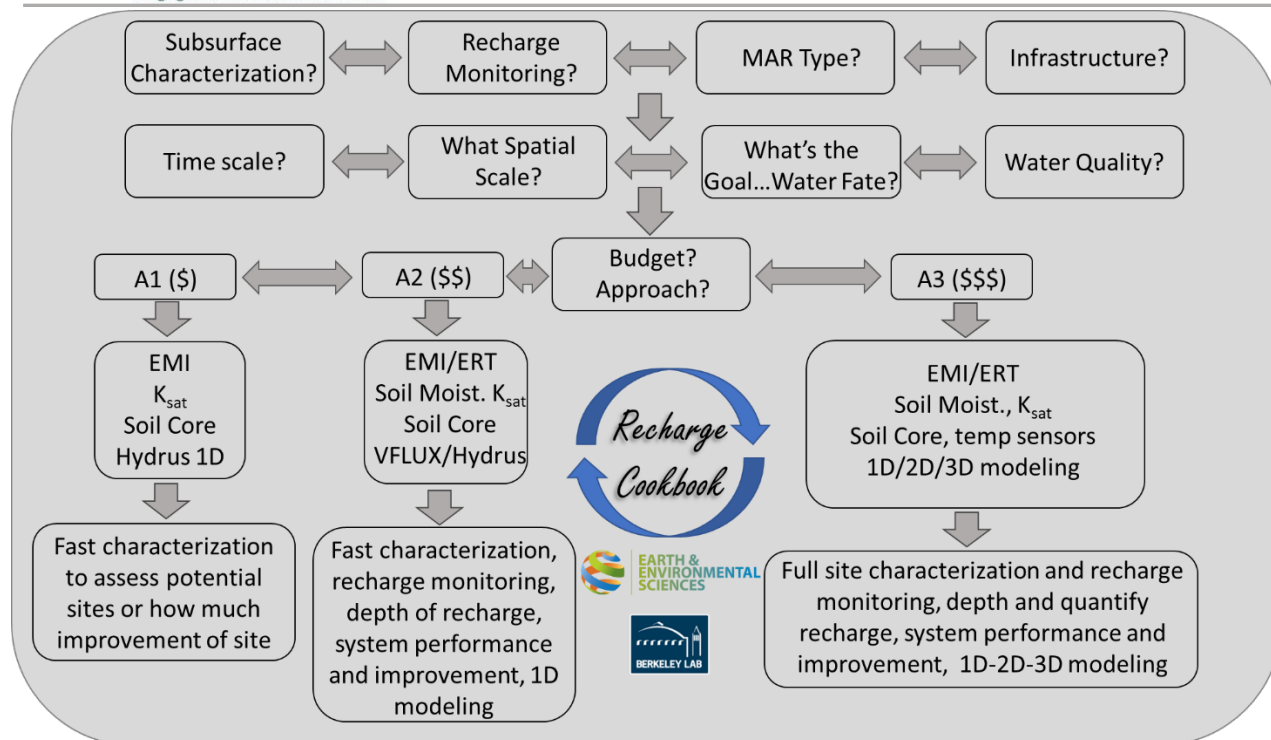 Subsurface
Characterization?
Recharge
Monitoring?
MAR Type?
Infrastructure?
Time scale?
What Spatial
Scale?
What’s the
Goal...Water Fate?
Water Quality?
Budget?
Approach?
A1 ($)
A2 ($$)
A3 ($$$)
EMI
Ksat
Soil Core
Hydrus 1D
EMI/ERT
Soil Moist. Ksat
Soil Core
VFLUX/Hydrus
Recharge
Cookbook
EMI/ERT
Soil Moist., Ksat
Soil Core, temp sensors
1D/2D/3D modeling
Fast characterization
to assess potential
sites or how much
improvement of site
Fast characterization,
recharge monitoring,
depth of recharge,
system performance
and improvement, 1D
modeling
EARTH &
ENVIRONMENTAL
SCIENCES
BERKELEY LAB
Full site characterization and recharge
monitoring, depth and quantify
recharge, system performance and
improvement, 1D-2D-3D modeling